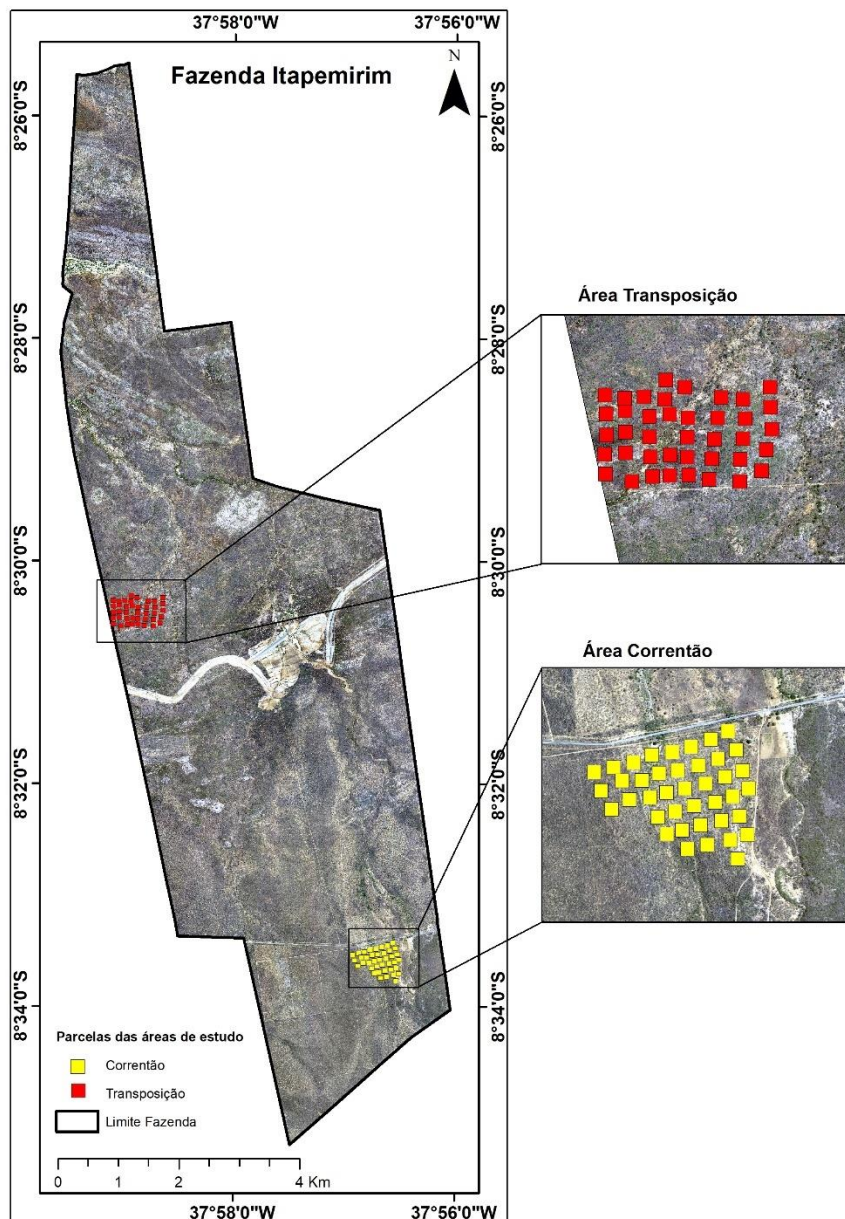 37°58'0"W
37°56'0"W
Fazenda Itapemirim
N
8°26'0"S
8°26'0"S
8°28'0"S
8°28'0"S
8°30'0"S
8°30'0"S
8°32'0"S
8°32'0"S
8°34'0"S
8°34'0"S
Área Transposição
Área Correntão
Parcelas das áreas de estudo
Correntão
Transposição
Limite Fazenda
0 1 2 4 Km
37°58'0"W
37°56'0"W